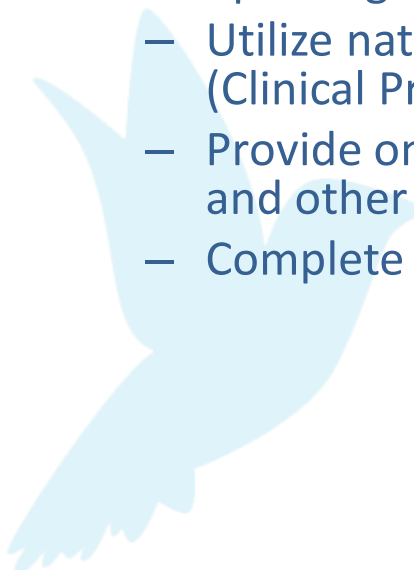 – Utilize nat
(Clinical Pr
– Provide or
and other
– Complete